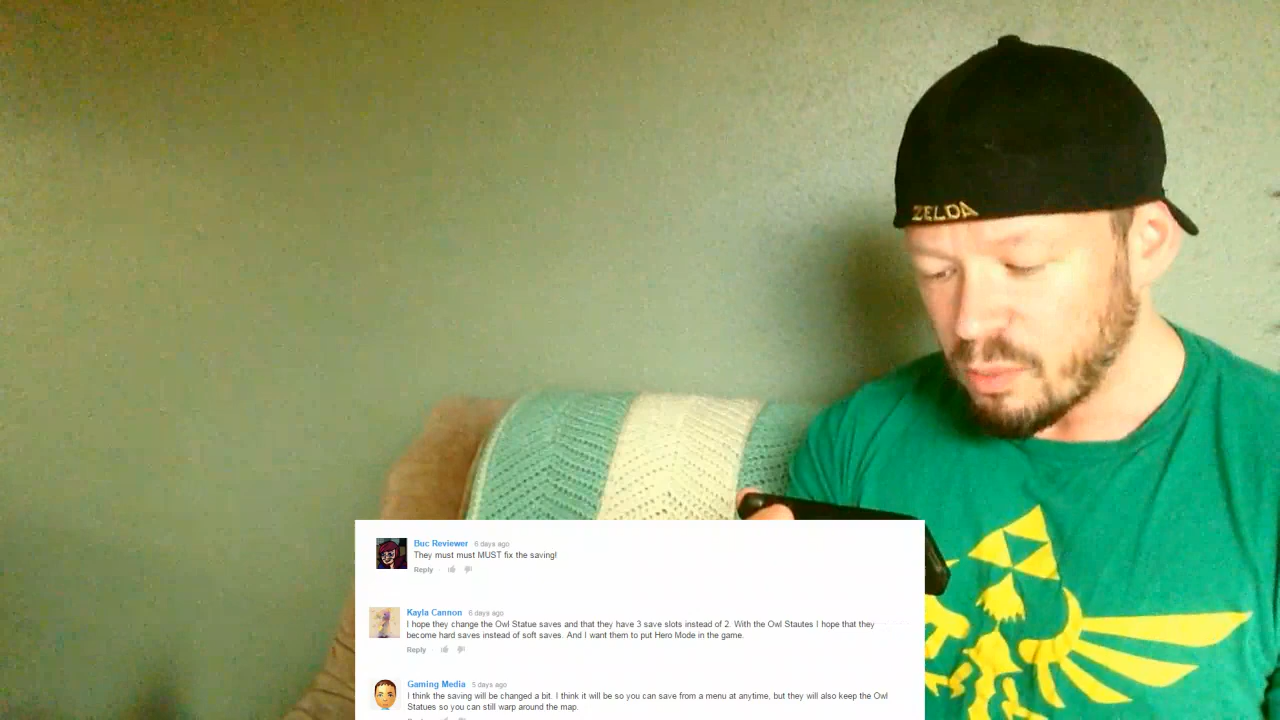 ZELDA
Buc Reviewer 6 days ago
They must must MUST fix the saving!
Reply
Kayla Cannon 6 days ago
I hope they change the Owl Statue saves and that they have 3 save slots instead of 2. With the Owl Stautes I hope that they
become hard saves instead of soft saves. And I want them to put Hero Mode in the game.
Reply
Gaming Media 5 days ago
I think the saving will be changed a bit. I think it will be so you can save from a menu at anytime, but they will also keep the Owl
Statues so you can still warp around the map.